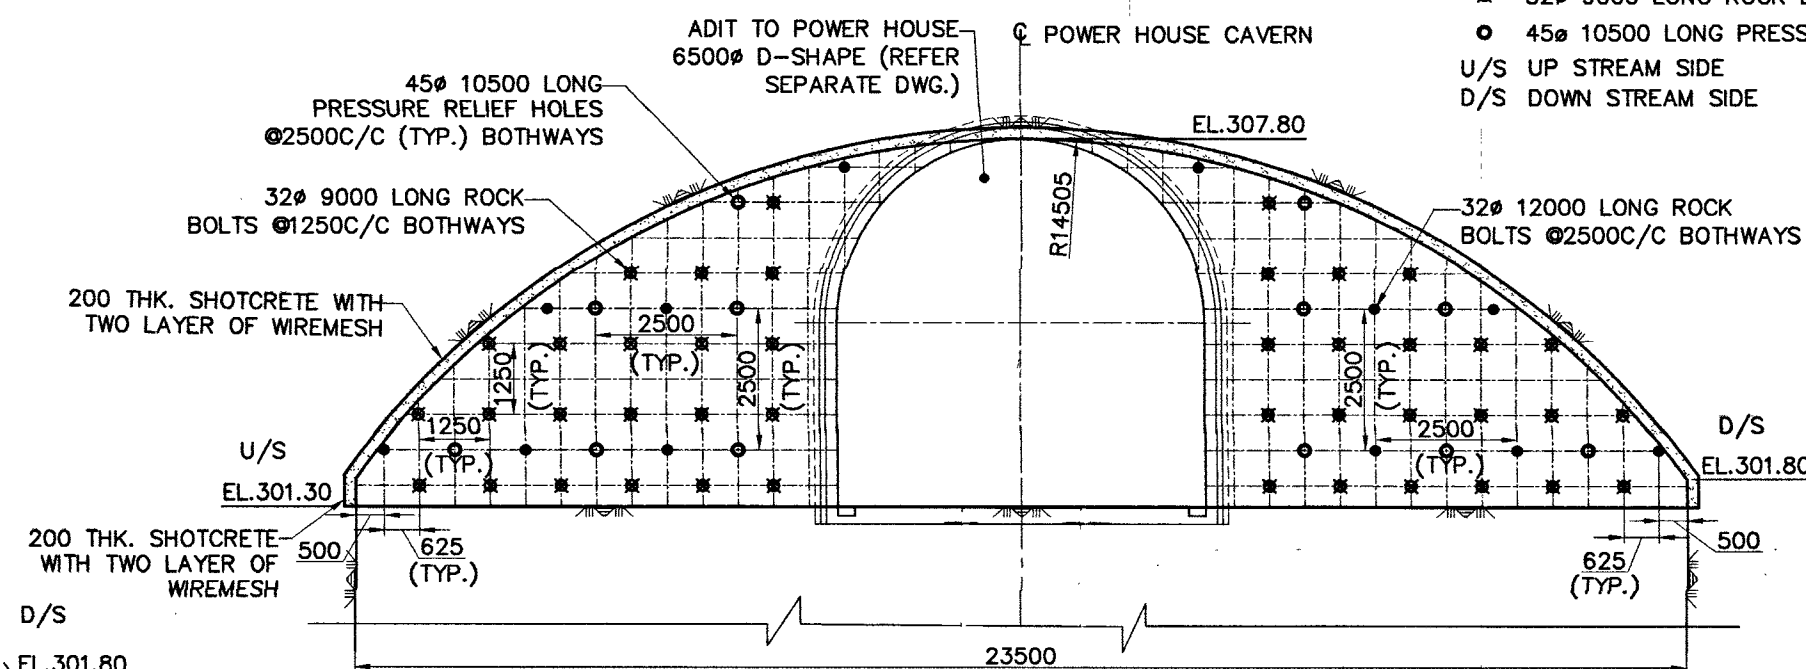 ADIT TO POWER HOUSE
6500ø D-SHAPE (REFER
SEPARATE DWG.)
℄ POWER HOUSE CAVERN
45ø 10500 LONG PRESS
U/S UP STREAM SIDE
D/S DOWN STREAM SIDE
45ø 10500 LONG
PRESSURE RELIEF HOLES
@2500C/C (TYP.) BOTHWAYS
EL.307.80
32ø 9000 LONG ROCK
BOLTS @1250C/C BOTHWAYS
R14505
32ø 12000 LONG ROCK
BOLTS @2500C/C BOTHWAYS
200 THK. SHOTCRETE WITH
TWO LAYER OF WIREMESH
2500
(TYP.)
1250
(TYP.)
2500
(TYP.)
2500
(TYP.)
1250
(TYP.)
2500
(TYP.)
U/S
D/S
EL.301.30
EL.301.80
200 THK. SHOTCRETE
WITH TWO LAYER OF
WIREMESH
500
625
(TYP.)
625
(TYP.)
500
D/S
EL.301.80
23500